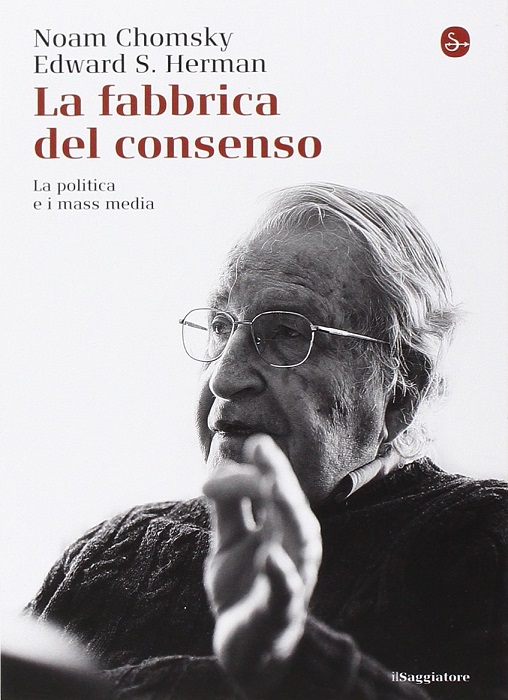 Noam Chomsky
Edward S. Herman
La fabbrica
del consenso
La politica
e i mass media
ilSaggiatore